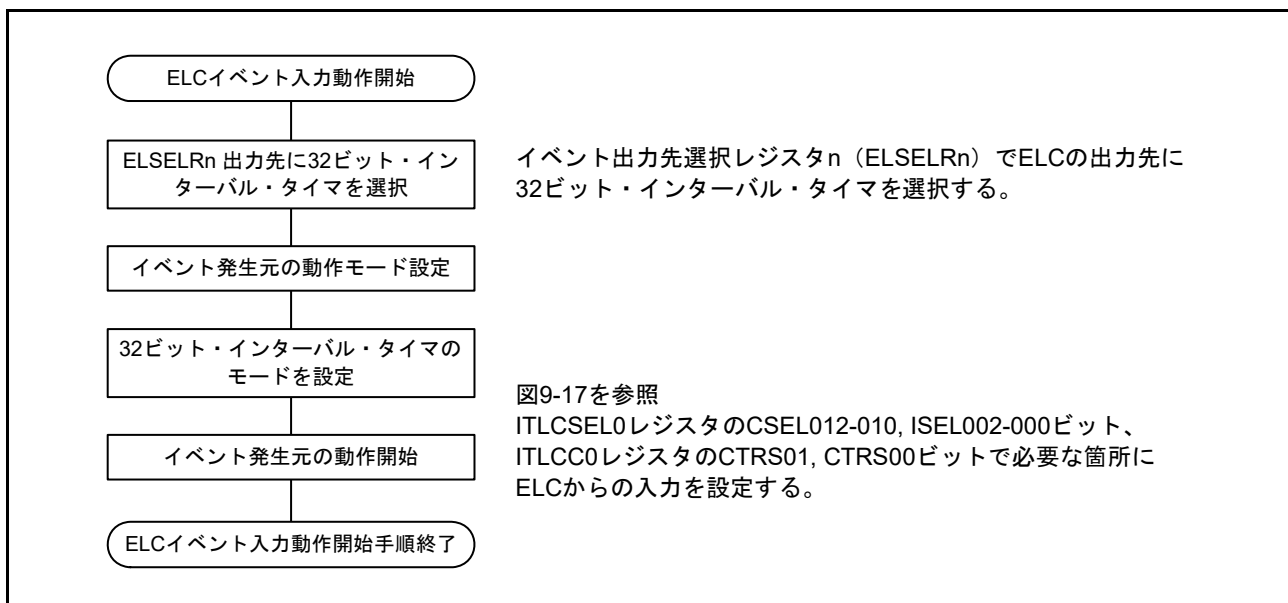 ELCイベント入力動作開始
ELSELRn 出力先に32ビット・イン
ターバル・タイマを選択
イベント出力先選択レジスタn（ELSELRn）でELCの出力先に
32ビット・インターバル・タイマを選択する。
イベント発生元の動作モード設定
32ビット・インターバル・タイマの
モードを設定
図9-17を参照
ITLCSEL0レジスタのCSEL012-010, ISEL002-000ビット、
ITLCC0レジスタのCTRS01, CTRS00ビットで必要な箇所に
ELCからの入力を設定する。
イベント発生元の動作開始
ELCイベント入力動作開始手順終了